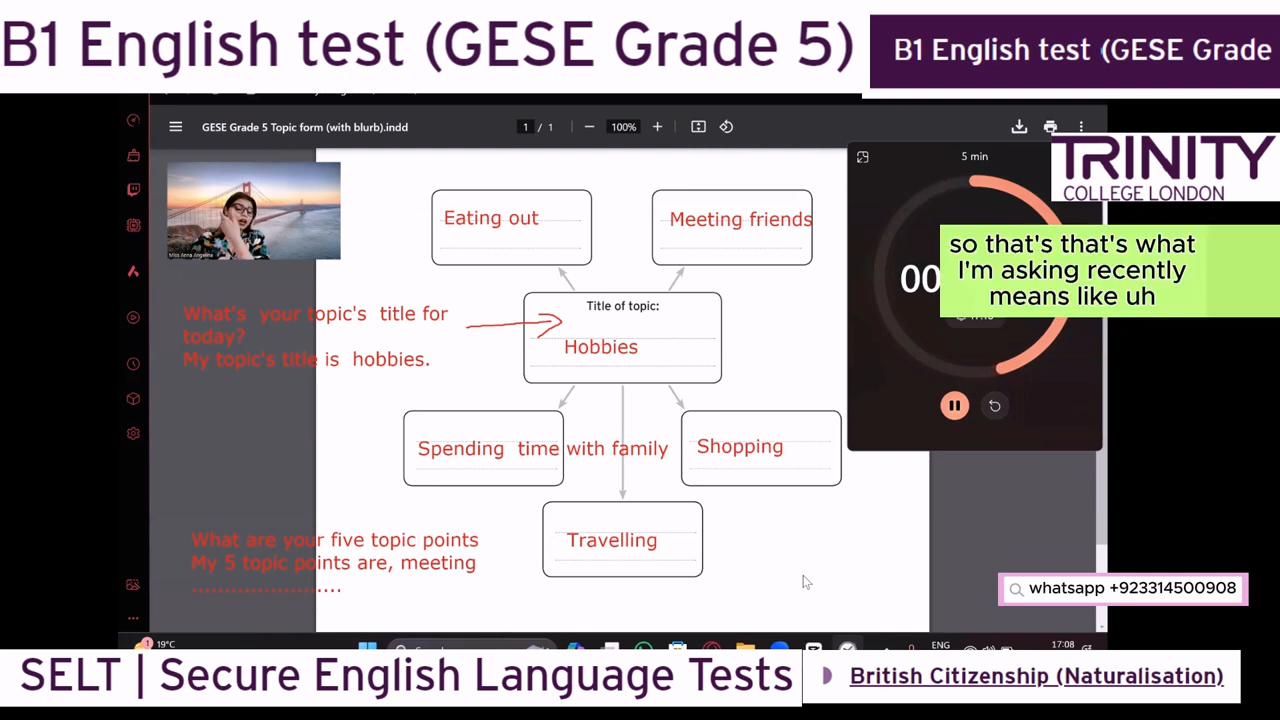 B1 English test (GESE Grade 5)
B1 English test (GESE Grade
GESE Grade 5 Topic form (with blurb).indd
1 / 1
100%
5 min
TRINITY
COLLEGE LONDON
Eating out
Meeting friends
00
so that's that's what
I'm asking recently
means like uh
Title of topic:
Hobbies
What's your topic's title for
today?
My topic's title is hobbies.
Spending time with family
Shopping
Travelling
What are your five topic points
My 5 topic points are, meeting
......................
Miss Anna Angelina
whatsapp +923314500908
1
19°C
ENG
17:08
SELT | Secure English Language Tests
British Citizenship (Naturalisation)